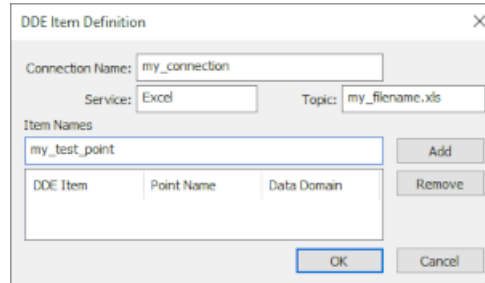 DDE Item Definition
Connection Name: my_connection
Service: Excel Topic: my_filename.xls
Item Names
my_test_point Add
DDE Item Point Name Data Domain Remove
OK Cancel